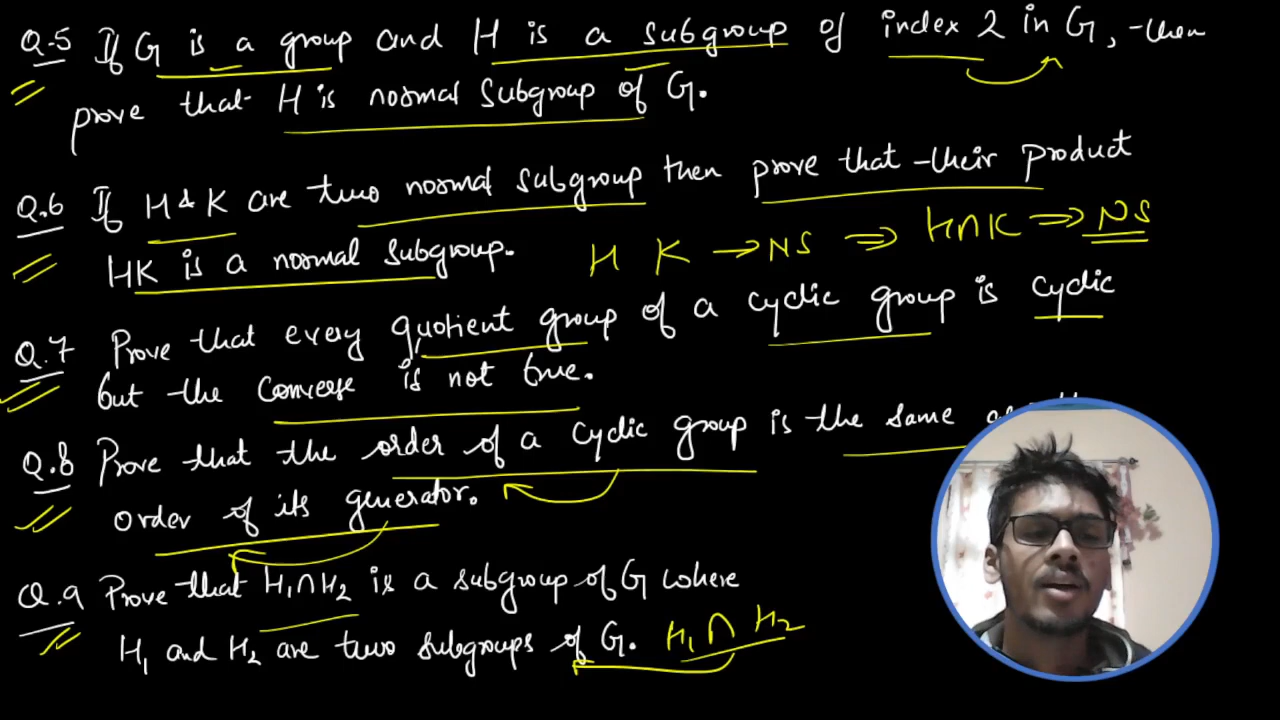 Q.5 If G is a group and H is a subgroup of index 2 in G, then
prove that H is normal subgroup of G.
Q.6 If H & K are two normal subgroup then prove that their product
HK is a normal subgroup. H K → NS ⇒ H∩K ⇒ NS
Q.7 Prove that every quotient group of a cyclic group is cyclic
but the converse is not true.
Q.8 Prove that the order of a cyclic group is the same
order of its generator.
Q.9 Prove that H₁∩H₂ is a subgroup of G where
H₁ and H₂ are two subgroups of G. H₁ ∩ H₂